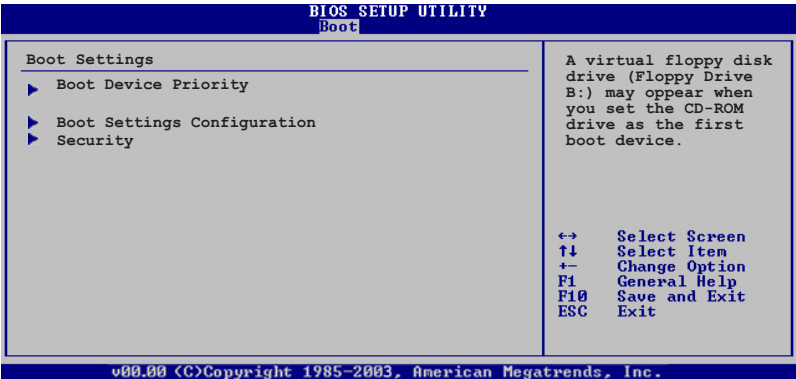 BIOS SETUP UTILITY
Boot
Boot Settings
Boot Device Priority
Boot Settings Configuration
Security
A virtual floppy disk
drive (Floppy Drive
B:) may oppear when
you set the CD-ROM
drive as the first
boot device.
←→ Select Screen
↑↓ Select Item
+- Change Option
F1 General Help
F10 Save and Exit
ESC Exit
v00.00 (C)Copyright 1985-2003, American Megatrends, Inc.